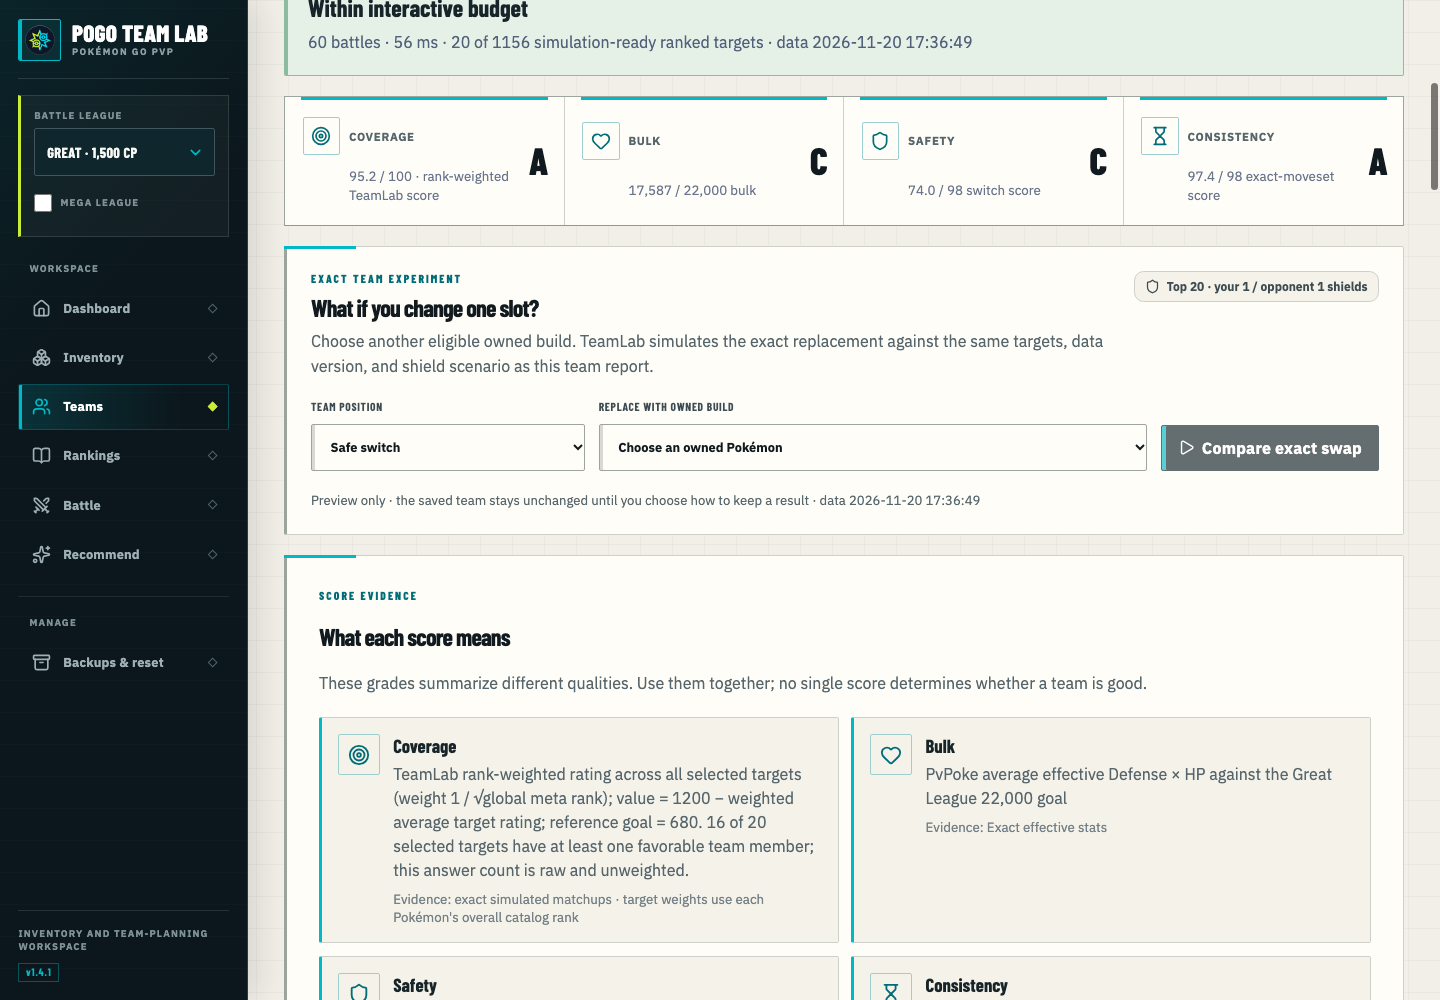 POGO TEAM LAB
POKÉMON GO PVP
BATTLE LEAGUE
GREAT · 1,500 CP
MEGA LEAGUE
WORKSPACE
Dashboard
Inventory
Teams
Rankings
Battle
Recommend
MANAGE
Backups & reset
INVENTORY AND TEAM-PLANNING
WORKSPACE
v1.4.1
Within interactive budget
60 battles · 56 ms · 20 of 1156 simulation-ready ranked targets · data 2026-11-20 17:36:49
COVERAGE
95.2 / 100 · rank-weighted
TeamLab score
A
BULK
17,587 / 22,000 bulk
C
SAFETY
74.0 / 98 switch score
C
CONSISTENCY
97.4 / 98 exact-moveset
score
A
EXACT TEAM EXPERIMENT
What if you change one slot?
Top 20 · your 1 / opponent 1 shields
Choose another eligible owned build. TeamLab simulates the exact replacement against the same targets, data
version, and shield scenario as this team report.
TEAM POSITION
Safe switch
REPLACE WITH OWNED BUILD
Choose an owned Pokémon
Compare exact swap
Preview only · the saved team stays unchanged until you choose how to keep a result · data 2026-11-20 17:36:49
SCORE EVIDENCE
What each score means
These grades summarize different qualities. Use them together; no single score determines whether a team is good.
Coverage
TeamLab rank-weighted rating across all selected targets
(weight 1 / √global meta rank); value = 1200 − weighted
average target rating; reference goal = 680. 16 of 20
selected targets have at least one favorable team member;
this answer count is raw and unweighted.
Evidence: exact simulated matchups · target weights use each
Pokémon's overall catalog rank
Bulk
PvPoke average effective Defense × HP against the Great
League 22,000 goal
Evidence: Exact effective stats
Safety
Consistency